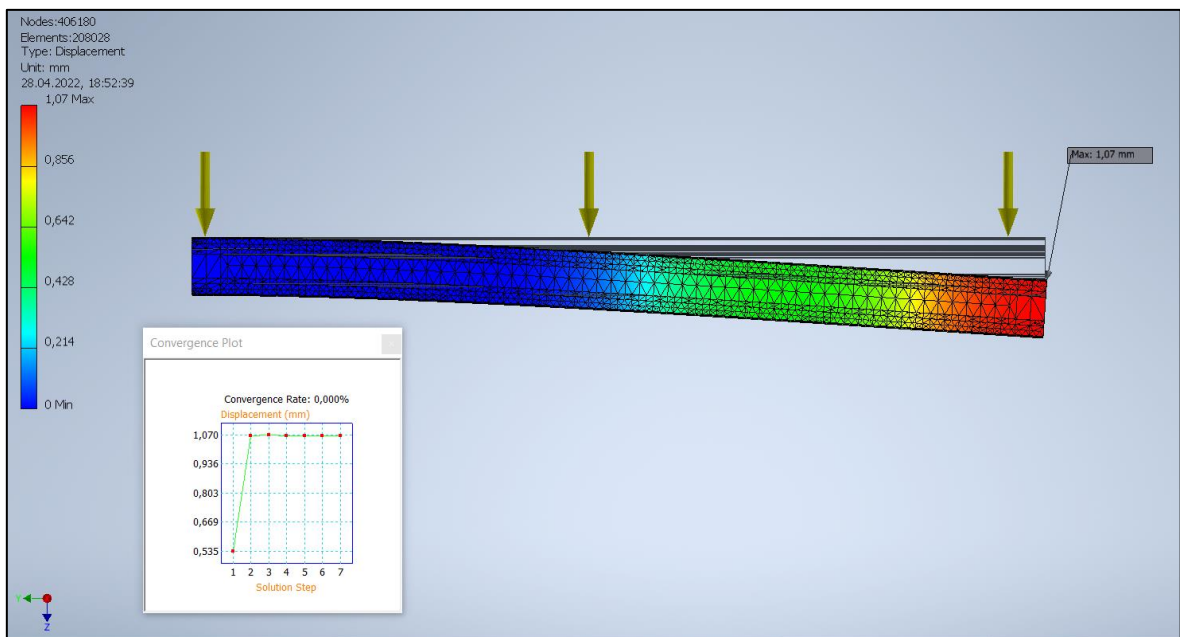 Nodes:406180
Elements:208028
Type: Displacement
Unit: mm
28.04.2022, 18:52:39
1,07 Max
0,856
0,642
0,428
0,214
0 Min
Max: 1,07 mm
Convergence Plot
Convergence Rate: 0,000%
Displacement (mm)
1,070
0,936
0,803
0,669
0,535
1 2 3 4 5 6 7
Solution Step
Y
Z